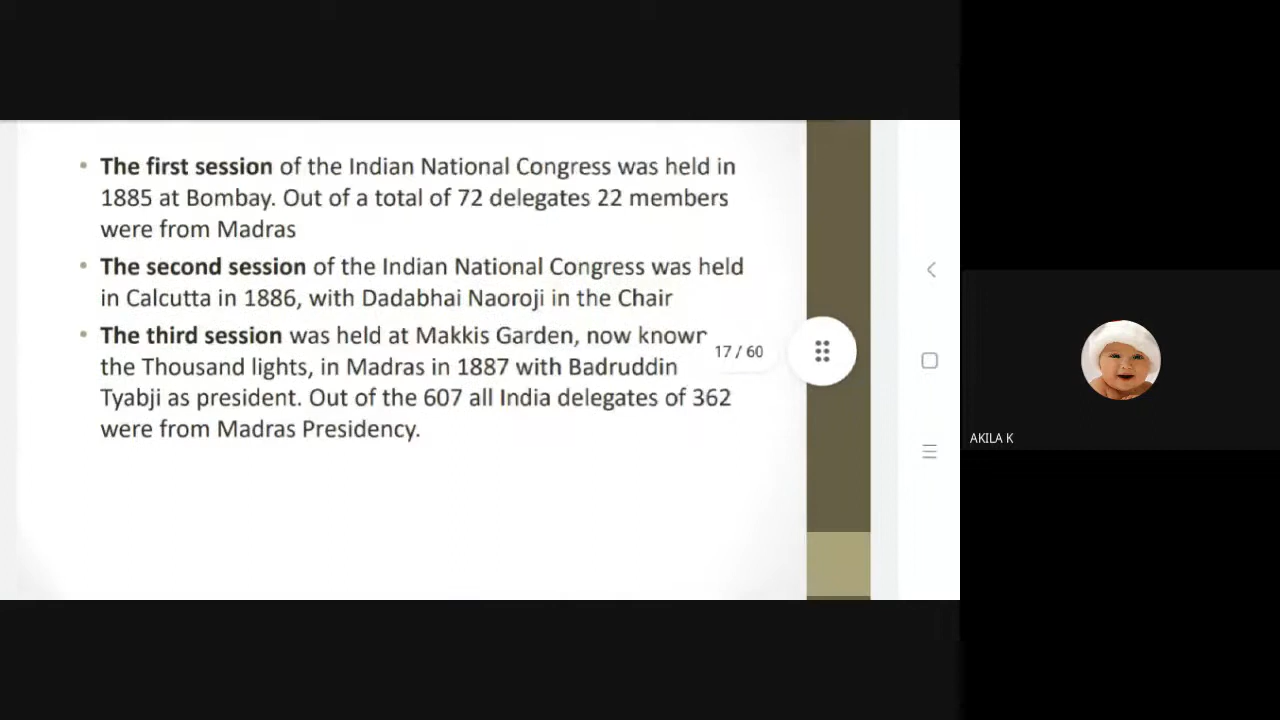 The first session of the Indian National Congress was held in
1885 at Bombay. Out of a total of 72 delegates 22 members
were from Madras
The second session of the Indian National Congress was held
in Calcutta in 1886, with Dadabhai Naoroji in the Chair
The third session was held at Makkis Garden, now known
the Thousand lights, in Madras in 1887 with Badruddin
Tyabji as president. Out of the 607 all India delegates of 362
were from Madras Presidency.
17 / 60
AKILA K